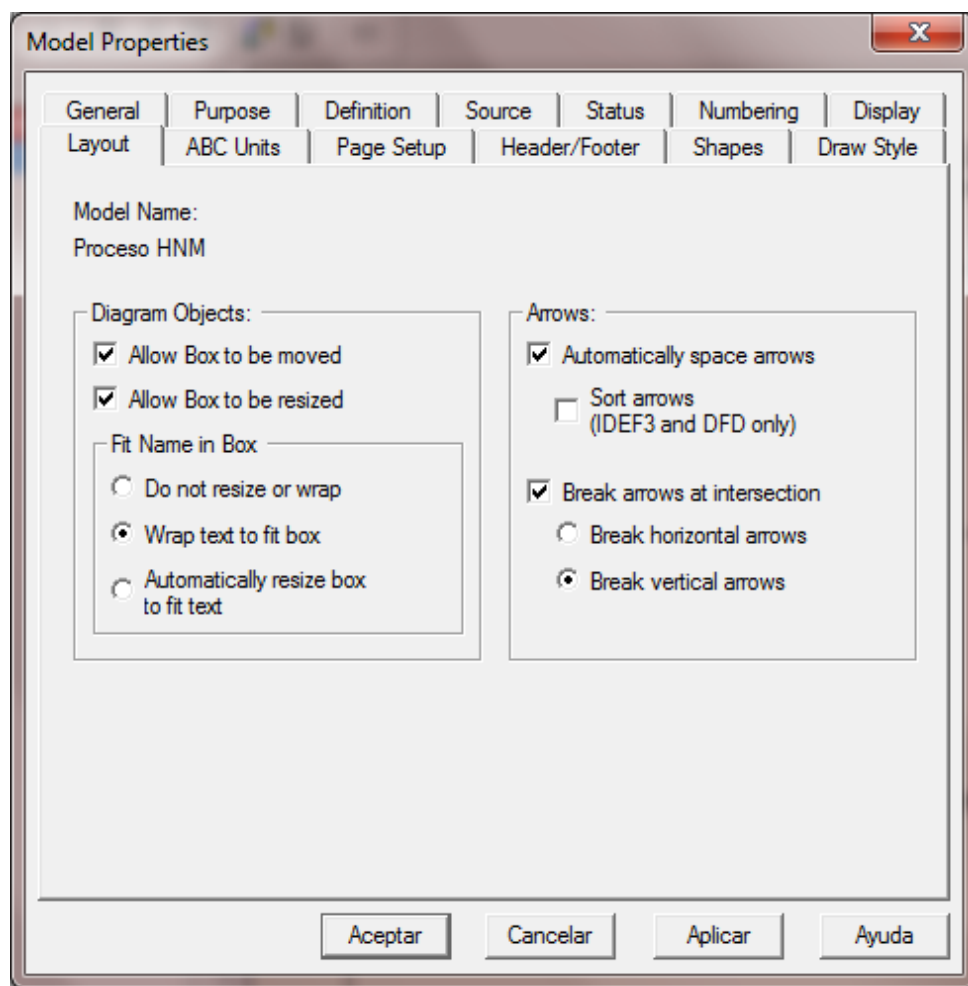 Model Properties
General Purpose Definition Source Status Numbering Display
Layout ABC Units Page Setup Header/Footer Shapes Draw Style
Model Name:
Proceso HNM
Diagram Objects:
Allow Box to be moved
Allow Box to be resized
Fit Name in Box
Do not resize or wrap
Wrap text to fit box
Automatically resize box
to fit text
Arrows:
Automatically space arrows
Sort arrows
(IDEF3 and DFD only)
Break arrows at intersection
Break horizontal arrows
Break vertical arrows
Aceptar Cancelar Aplicar Ayuda